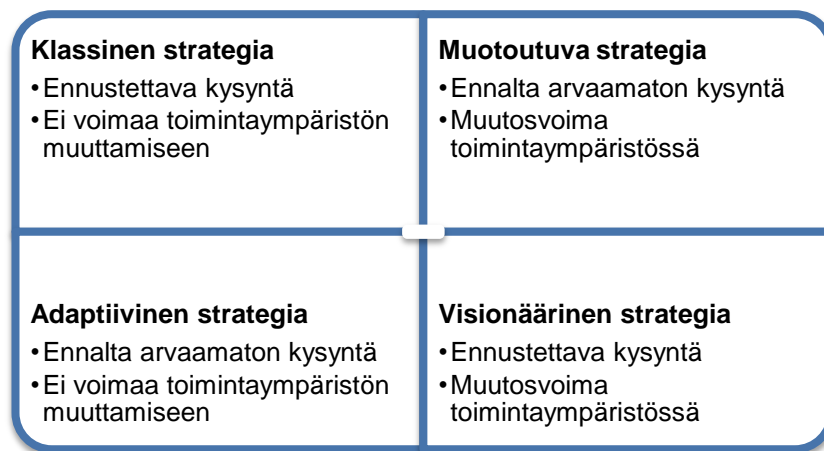 Klassinen strategia
•Ennustettava kysyntä
•Ei voimaa toimintaympäristön
muuttamiseen
Muotoutuva strategia
•Ennalta arvaamaton kysyntä
•Muutosvoima
toimintaympäristössä
Adaptiivinen strategia
•Ennalta arvaamaton kysyntä
•Ei voimaa toimintaympäristön
muuttamiseen
Visionäärinen strategia
•Ennustettava kysyntä
•Muutosvoima
toimintaympäristössä